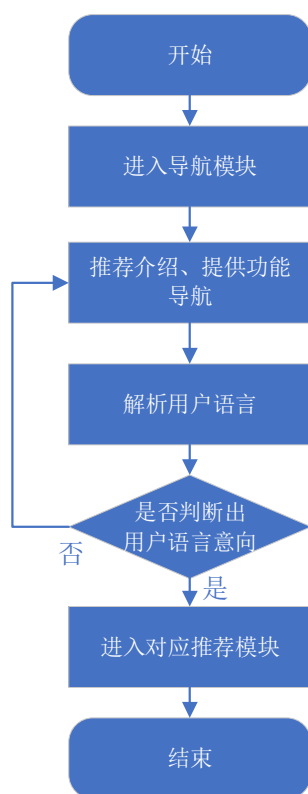 开始
进入导航模块
推荐介绍、提供功能
导航
解析用户语言
是否判断出
用户语言意向
否
是
进入对应推荐模块
结束